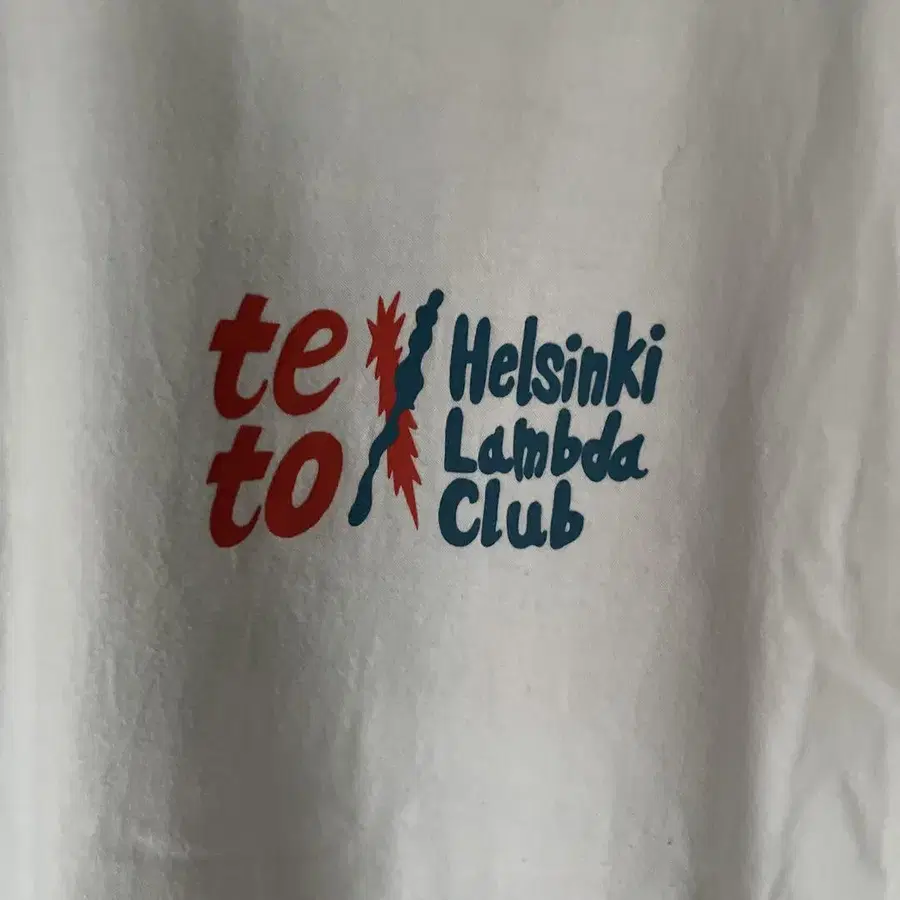 te
to
Helsinki
Lambda
Club